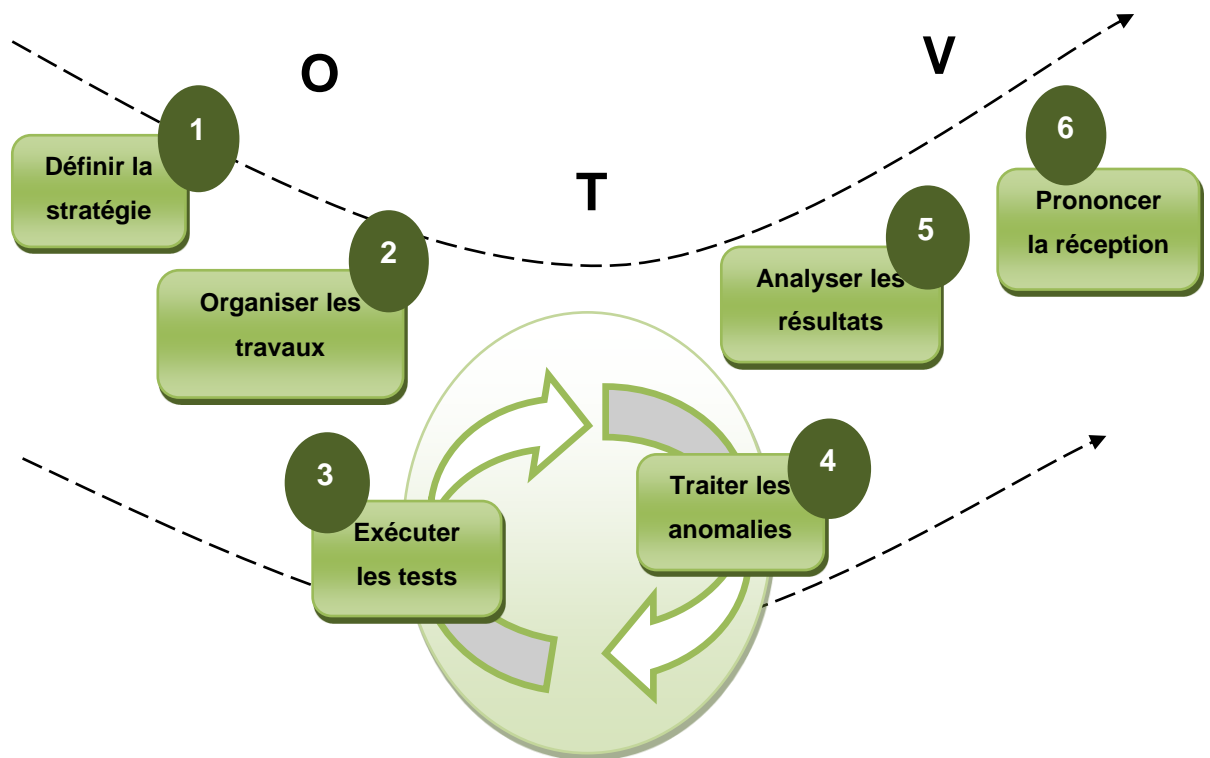 O
V
T
1
Définir la
stratégie
2
Organiser les
travaux
3
Exécuter
les tests
4
Traiter les
anomalies
5
Analyser les
résultats
6
Prononcer
la réception